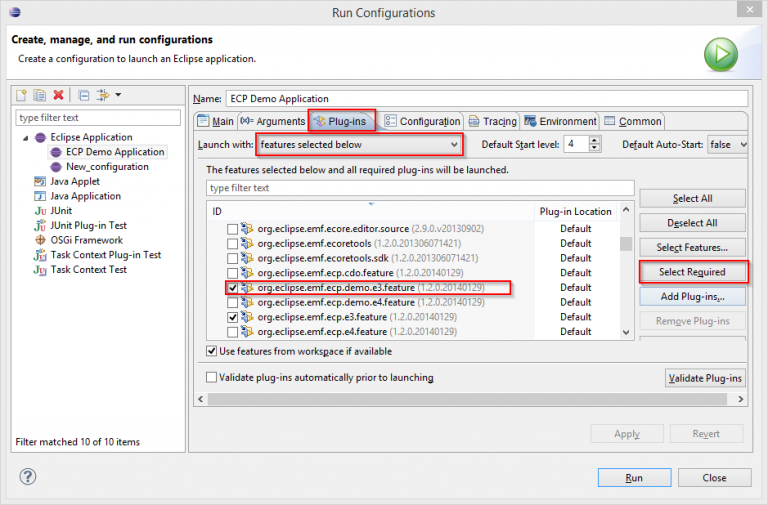 Run Configurations
Create, manage, and run configurations
Create a configuration to launch an Eclipse application.
type filter text
Eclipse Application
ECP Demo Application
New_configuration
Java Applet
Java Application
JUnit
JUnit Plug-in Test
OSGi Framework
Task Context Plug-in Test
Task Context Test
Filter matched 10 of 10 items
Name: ECP Demo Application
Main (x)= Arguments Plug-ins Configuration Tracing Environment Common
Launch with: features selected below Default Start level: 4 Default Auto-Start: false
The features selected below and all required plug-ins will be launched.
type filter text
ID Plug-in Location
org.eclipse.emf.ecore.editor.source (2.9.0.v20130902) Default
org.eclipse.emf.ecoretools (1.2.0.201306071421) Default
org.eclipse.emf.ecoretools.sdk (1.2.0.201306071421) Default
org.eclipse.emf.ecp.cdo.feature (1.2.0.20140129) Default
org.eclipse.emf.ecp.demo.e3.feature (1.2.0.20140129) Default
org.eclipse.emf.ecp.demo.e4.feature (1.2.0.20140129) Default
org.eclipse.emf.ecp.e3.feature (1.2.0.20140129) Default
org.eclipse.emf.ecp.e4.feature (1.2.0.20140129) Default
Select All
Deselect All
Select Features...
Select Required
Add Plug-ins...
Remove Plug-ins
Use features from workspace if available
Validate plug-ins automatically prior to launching Validate Plug-ins
Apply Revert
? Run Close